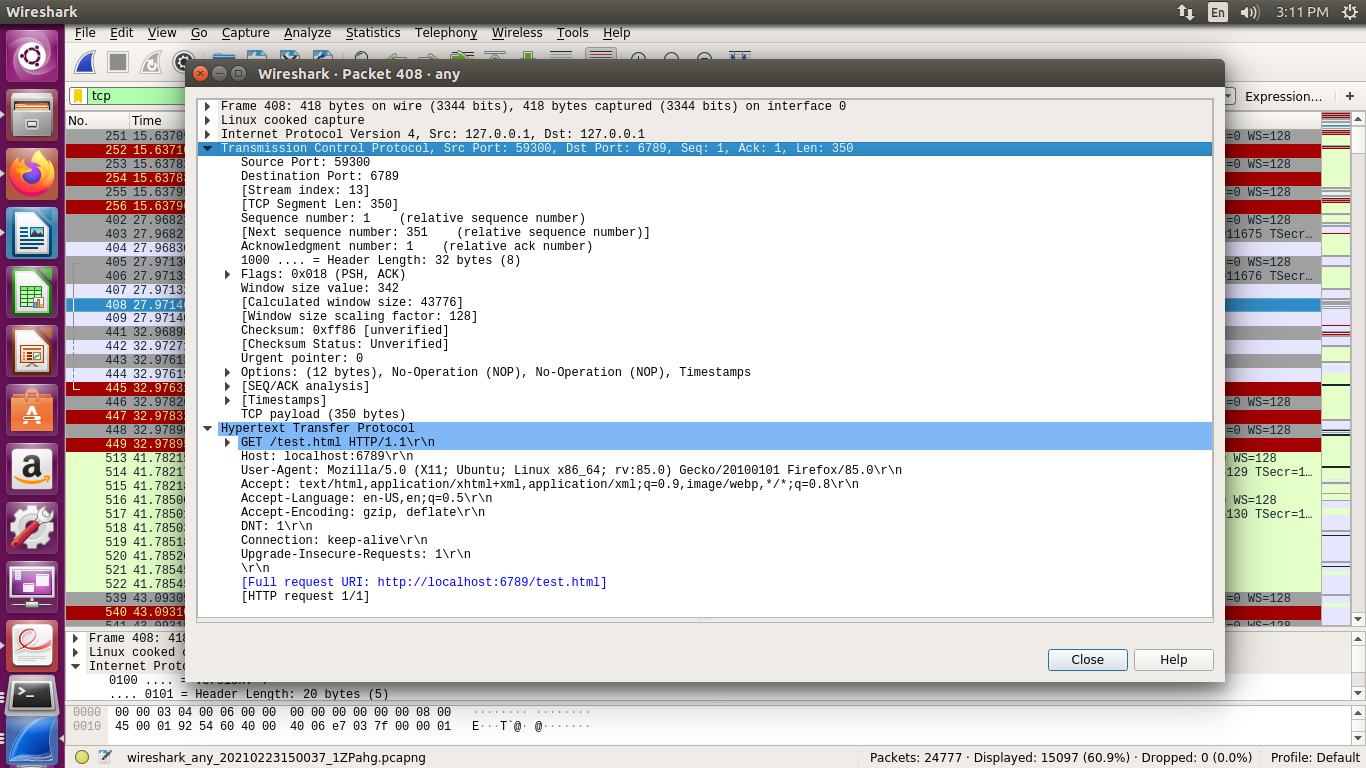 Wireshark
En
3:11 PM
File Edit View Go Capture Analyze Statistics Telephony Wireless Tools Help
Wireshark · Packet 408 · any
tcp
Expression…
+
No. Time
251 15.6370
252 15.6371
253 15.6378
254 15.6378
255 15.6379
256 15.6379
402 27.9682
403 27.9682
404 27.9683
405 27.9713
406 27.9713
407 27.9713
408 27.9714
409 27.9714
441 32.9689
442 32.9727
443 32.9761
444 32.9761
445 32.9763
446 32.9782
447 32.9783
448 32.9789
449 32.9789
513 41.7821
514 41.7821
515 41.7821
516 41.7850
517 41.7850
518 41.7850
519 41.7851
520 41.7852
521 41.7854
522 41.7854
539 43.0930
540 43.0931
Frame 408: 418 bytes on wire (3344 bits), 418 bytes captured (3344 bits) on interface 0
Linux cooked capture
Internet Protocol Version 4, Src: 127.0.0.1, Dst: 127.0.0.1
Transmission Control Protocol, Src Port: 59300, Dst Port: 6789, Seq: 1, Ack: 1, Len: 350
Source Port: 59300
Destination Port: 6789
[Stream index: 13]
[TCP Segment Len: 350]
Sequence number: 1    (relative sequence number)
[Next sequence number: 351    (relative sequence number)]
Acknowledgment number: 1    (relative ack number)
1000 .... = Header Length: 32 bytes (8)
Flags: 0x018 (PSH, ACK)
Window size value: 342
[Calculated window size: 43776]
[Window size scaling factor: 128]
Checksum: 0xff86 [unverified]
[Checksum Status: Unverified]
Urgent pointer: 0
Options: (12 bytes), No-Operation (NOP), No-Operation (NOP), Timestamps
[SEQ/ACK analysis]
[Timestamps]
TCP payload (350 bytes)
Hypertext Transfer Protocol
GET /test.html HTTP/1.1\r\n
Host: localhost:6789\r\n
User-Agent: Mozilla/5.0 (X11; Ubuntu; Linux x86_64; rv:85.0) Gecko/20100101 Firefox/85.0\r\n
Accept: text/html,application/xhtml+xml,application/xml;q=0.9,image/webp,*/*;q=0.8\r\n
Accept-Language: en-US,en;q=0.5\r\n
Accept-Encoding: gzip, deflate\r\n
DNT: 1\r\n
Connection: keep-alive\r\n
Upgrade-Insecure-Requests: 1\r\n
\r\n
[Full request URI: http://localhost:6789/test.html]
[HTTP request 1/1]
Close
Help
=0 WS=128
=0 WS=128
=0 WS=128
11675 TSecr…
=0 WS=128
11676 TSecr…
=0 WS=128
=0 WS=128
WS=128
129 TSecr=1…
WS=128
130 TSecr=1…
=0 WS=128
=0 WS=128
Frame 408: 418
Linux cooked c
Internet Proto
0100 .... =
.... 0101 = Header Length: 20 bytes (5)
0000 00 00 03 04 00 06 00 00 00 00 00 00 00 00 08 00 ········ ········
0010 45 00 01 92 54 60 40 00 40 06 e7 03 7f 00 00 01 E···T`@· @·······
wireshark_any_20210223150037_1ZPahg.pcapng
Packets: 24777 · Displayed: 15097 (60.9%) · Dropped: 0 (0.0%)
Profile: Default